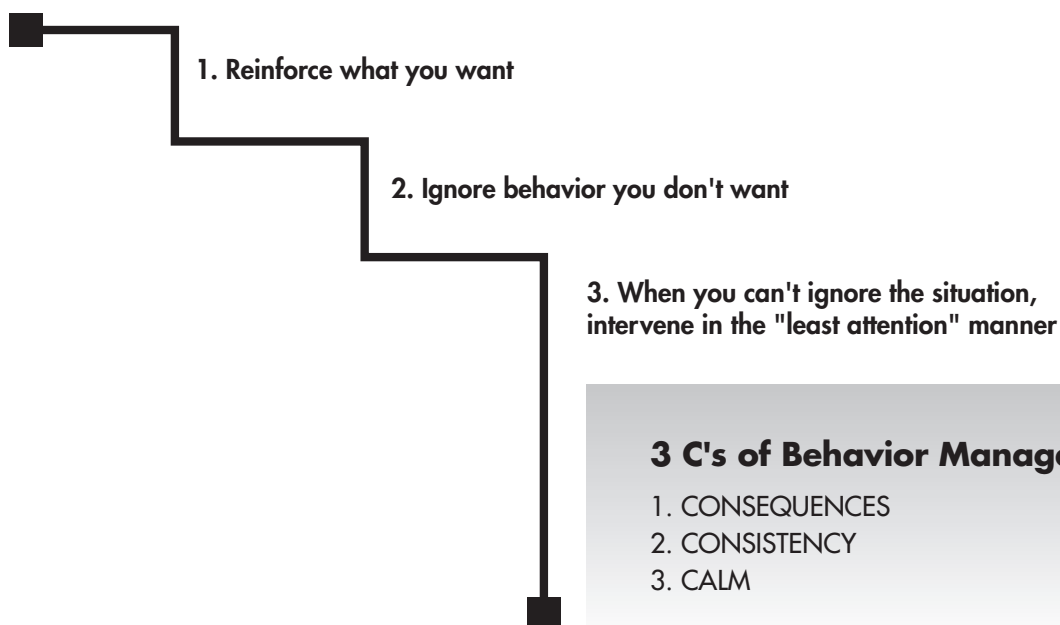 1. Reinforce what you want
2. Ignore behavior you don't want
3. When you can't ignore the situation,
intervene in the "least attention" manner
3 C's of Behavior
1. CONSEQUENCES
2. CONSISTENCY
3. CALM